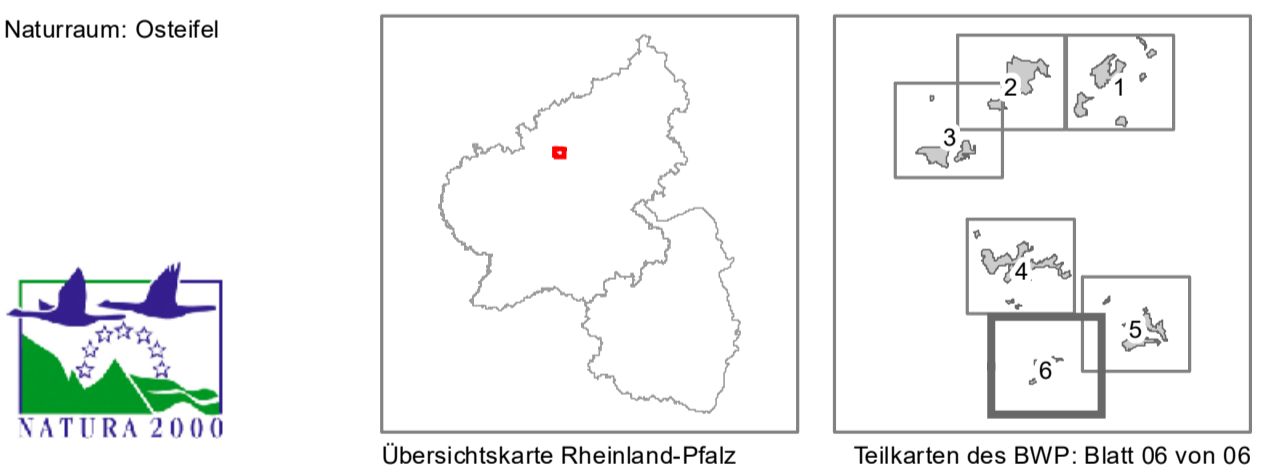 Naturraum: Osteifel
2
1
3
4
5
6
NATURA 2000
Übersichtskarte Rheinland-Pfalz
Teilkarten des BWP: Blatt 06 von 06